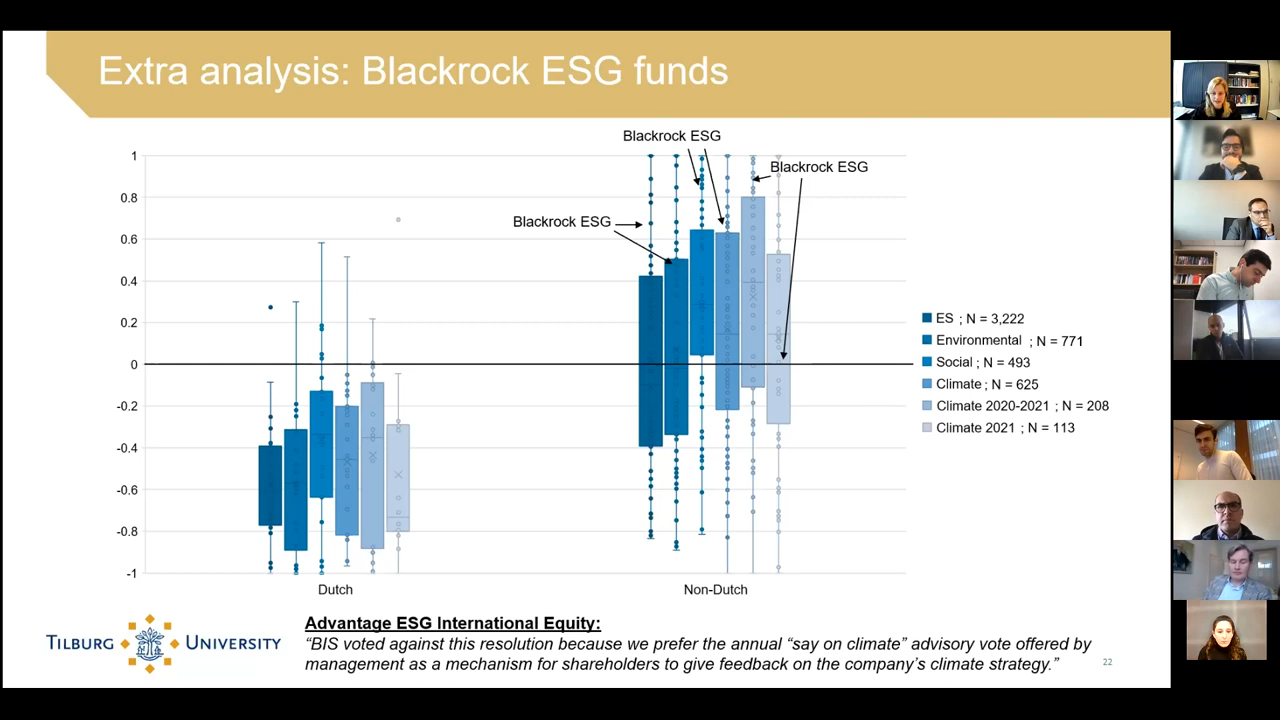 Extra analysis: Blackrock ESG funds
Blackrock ESG
Blackrock ESG
Blackrock ESG
1
0.8
0.6
0.4
0.2
0
-0.2
-0.4
-0.6
-0.8
-1
Dutch
Non-Dutch
ES ; N = 3,222
Environmental ; N = 771
Social ; N = 493
Climate ; N = 625
Climate 2020-2021 ; N = 208
Climate 2021 ; N = 113
TILBURG UNIVERSITY
Advantage ESG International Equity:
“BIS voted against this resolution because we prefer the annual “say on climate” advisory vote offered by
management as a mechanism for shareholders to give feedback on the company’s climate strategy.”
22